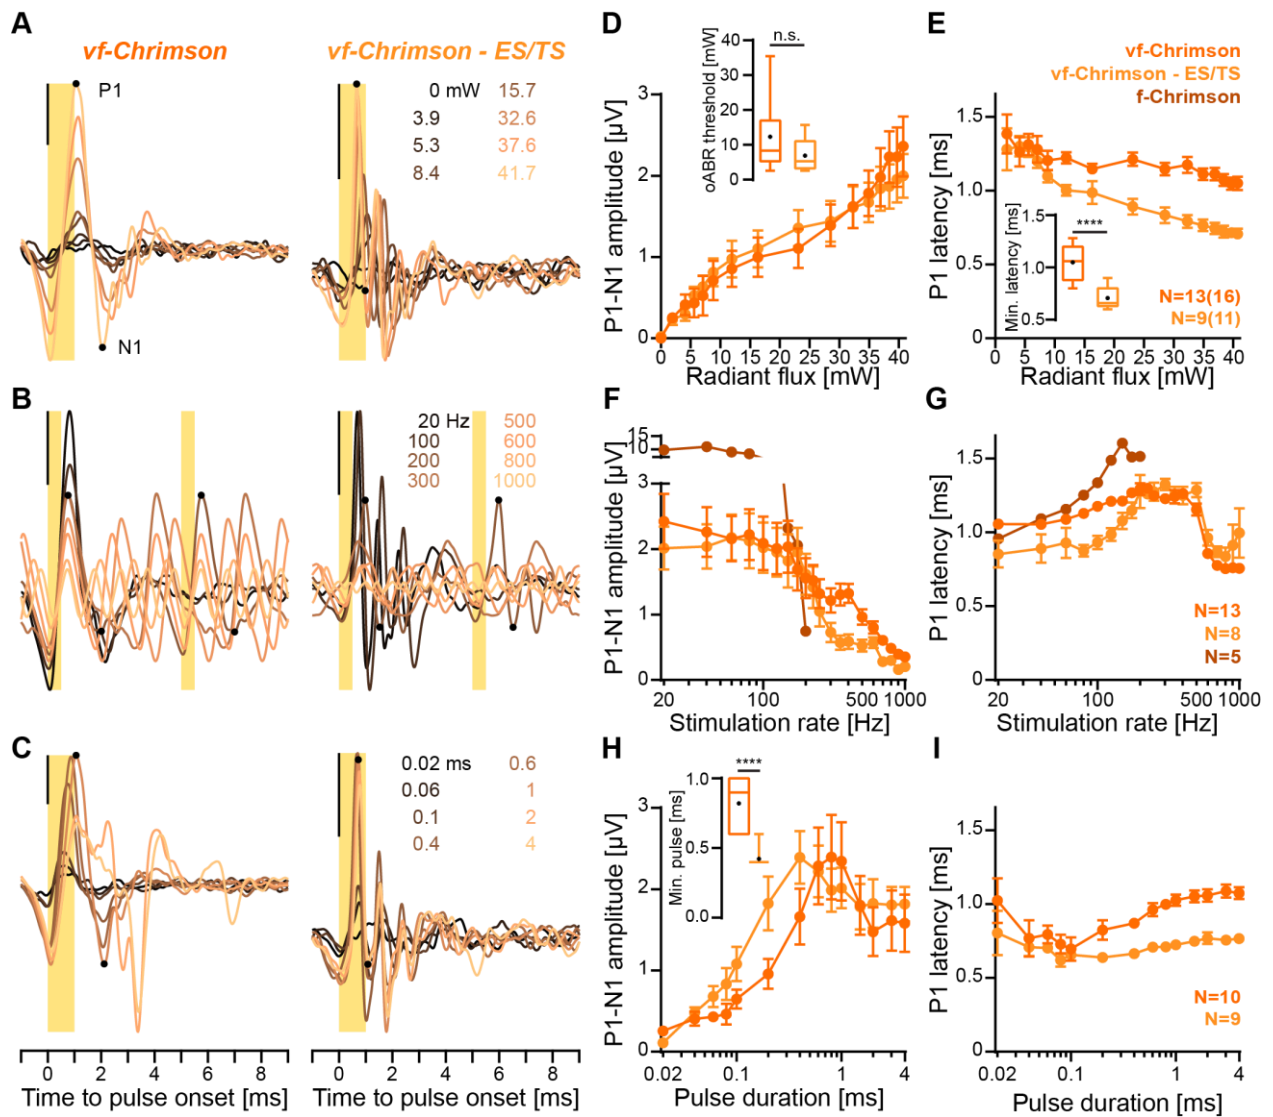 A
vf-Chrimson
vf-Chrimson - ES/TS
P1
N1
0 mW 15.7
3.9 32.6
5.3 37.6
8.4 41.7
B
20 Hz 500
100 600
200 800
300 1000
C
0.02 ms 0.6
0.06 1
0.1 2
0.4 4
0 2 4 6 8
Time to pulse onset [ms]
0 2 4 6 8
Time to pulse onset [ms]
D
P1-N1 amplitude [µV]
3
2
1
0
oABR threshold [mW]
40
30
20
10
0
n.s.
0 5 10 15 20 25 30 35 40
Radiant flux [mW]
E
vf-Chrimson
vf-Chrimson - ES/TS
f-Chrimson
P1 latency [ms]
1.5
1.0
0.5
0
Min. latency [ms]
1.5
1.0
0.5
****
N=13(16)
N=9(11)
0 5 10 15 20 25 30 35 40
Radiant flux [mW]
F
P1-N1 amplitude [µV]
15
10
3
2
1
0
20 100 500 1000
Stimulation rate [Hz]
G
P1 latency [ms]
1.5
1.0
0.5
0
N=13
N=8
N=5
20 100 500 1000
Stimulation rate [Hz]
H
P1-N1 amplitude [µV]
3
2
1
0
Min. pulse [ms]
1.0
0.5
0.0
****
0.02 0.1 1 4
Pulse duration [ms]
I
P1 latency [ms]
1.5
1.0
0.5
0
N=10
N=9
0.02 0.1 1 4
Pulse duration [ms]